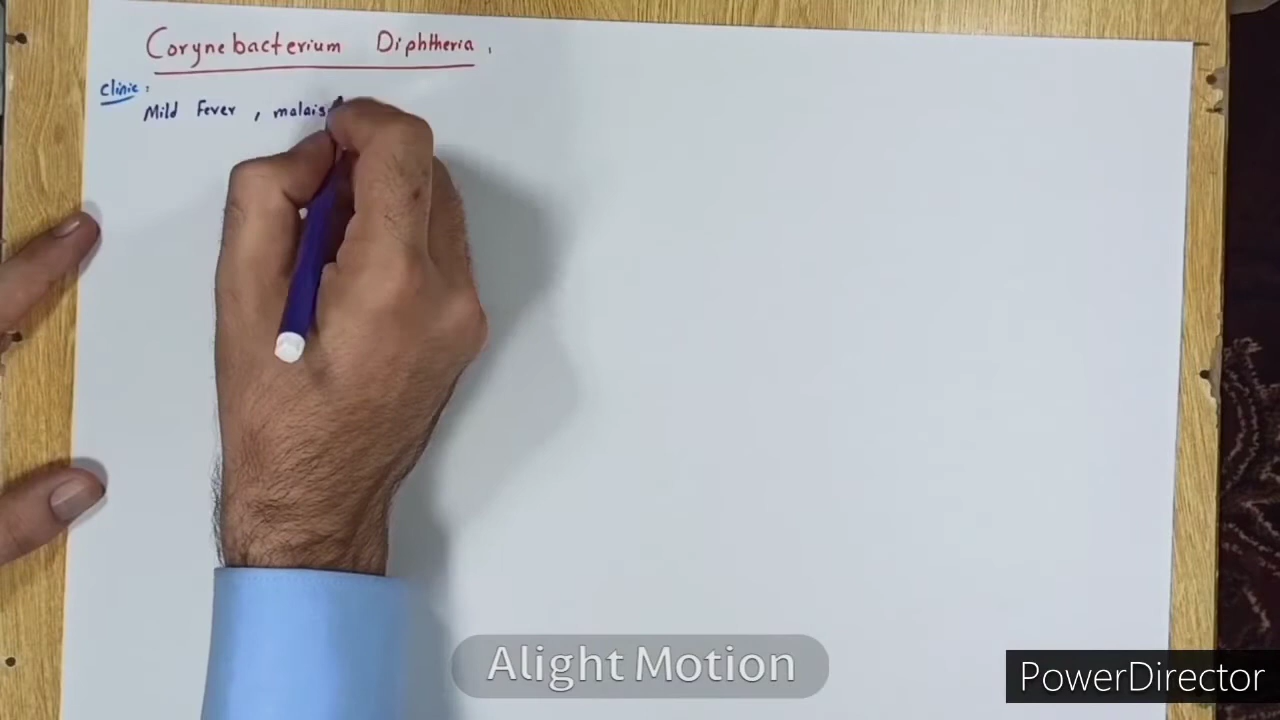 Corynebacterium Diphtheria.
Clinic:
Mild Fever, malais
Alight Motion
PowerDirector